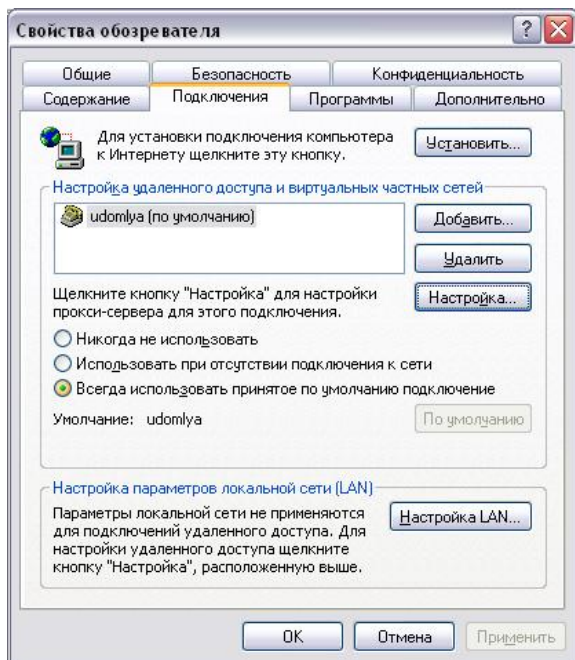 Свойства обозревателя
Общие
Безопасность
Конфиденциальность
Содержание
Подключения
Программы
Дополнительно
Для установки подключения компьютера
к Интернету щелкните эту кнопку.
Установить...
Настройка удаленного доступа и виртуальных частных сетей
udomlya (по умолчанию)
Добавить...
Удалить
Щелкните кнопку "Настройка" для настройки
прокси-сервера для этого подключения.
Настройка...
Никогда не использовать
Использовать при отсутствии подключения к сети
Всегда использовать принятое по умолчанию подключение
Умолчание: udomlya
По умолчанию
Настройка параметров локальной сети (LAN)
Параметры локальной сети не применяются
для подключений удаленного доступа. Для
настройки удаленного доступа щелкните
кнопку "Настройка", расположенную выше.
Настройка LAN...
OK
Отмена
Применить